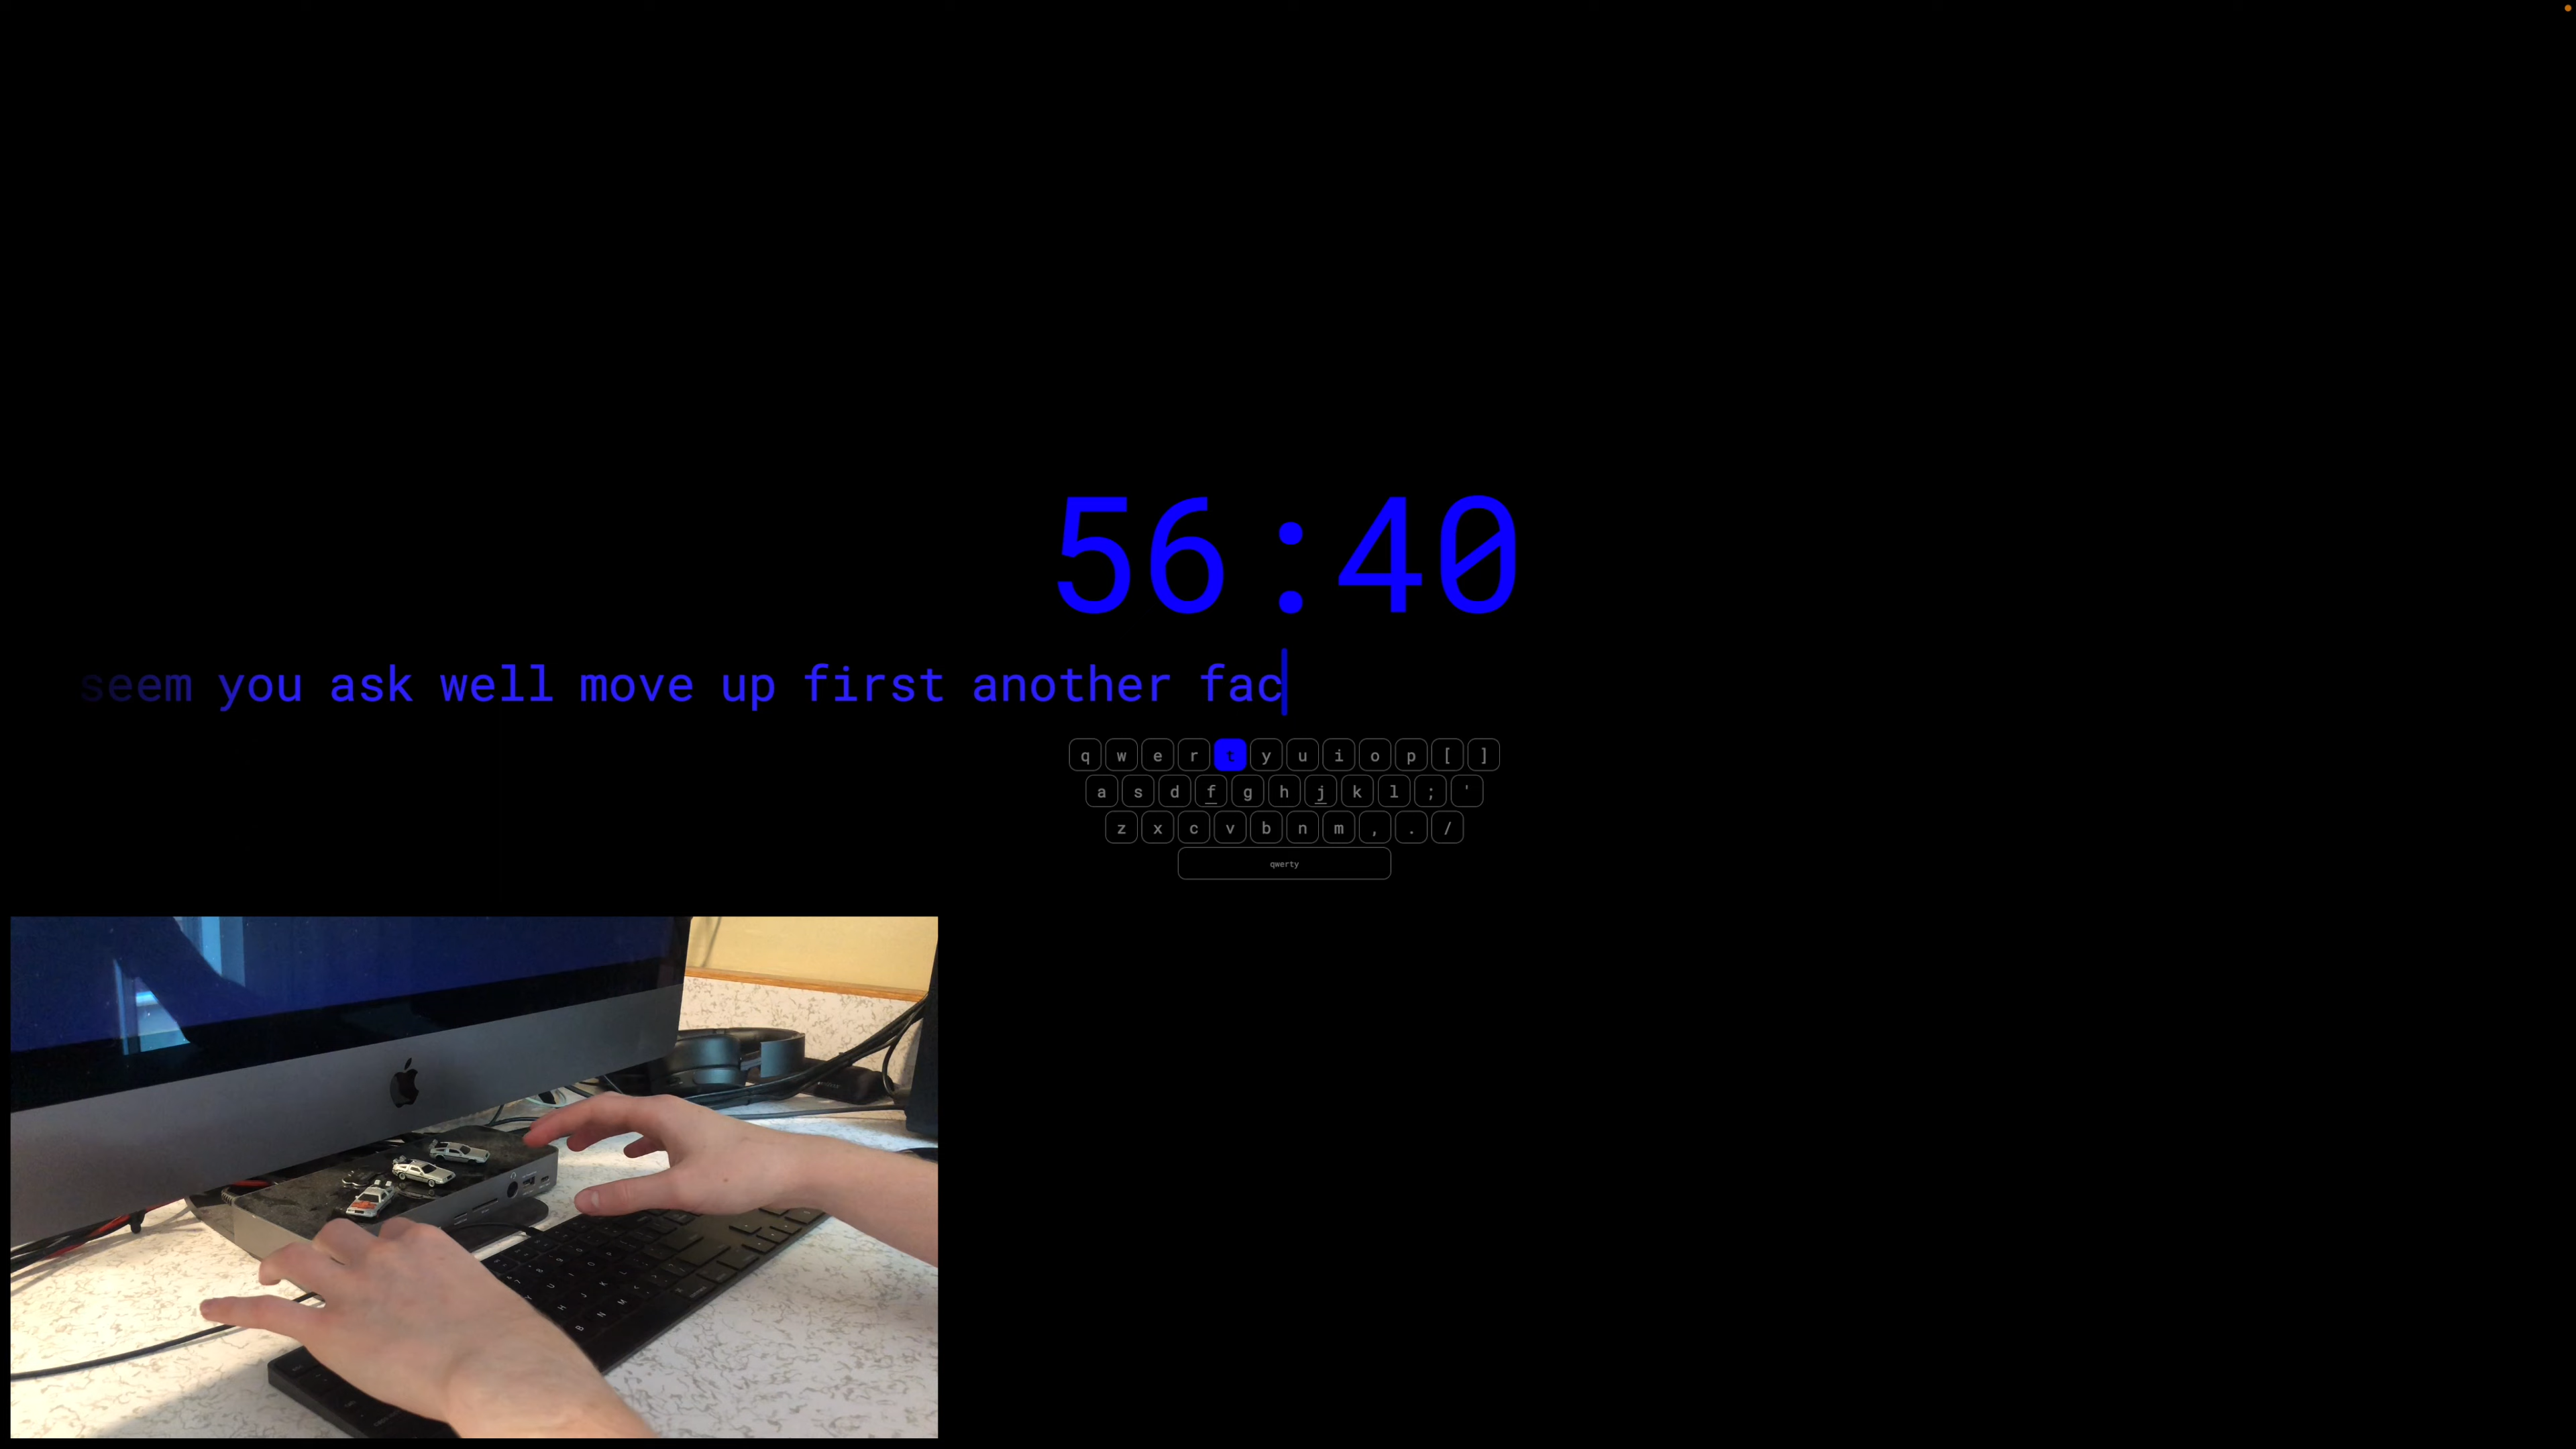 56:40
seem you ask well move up first another fac
q w e r t y u i o p [ ]
a s d f g h j k l ; '
z x c v b n m , . /
qwerty